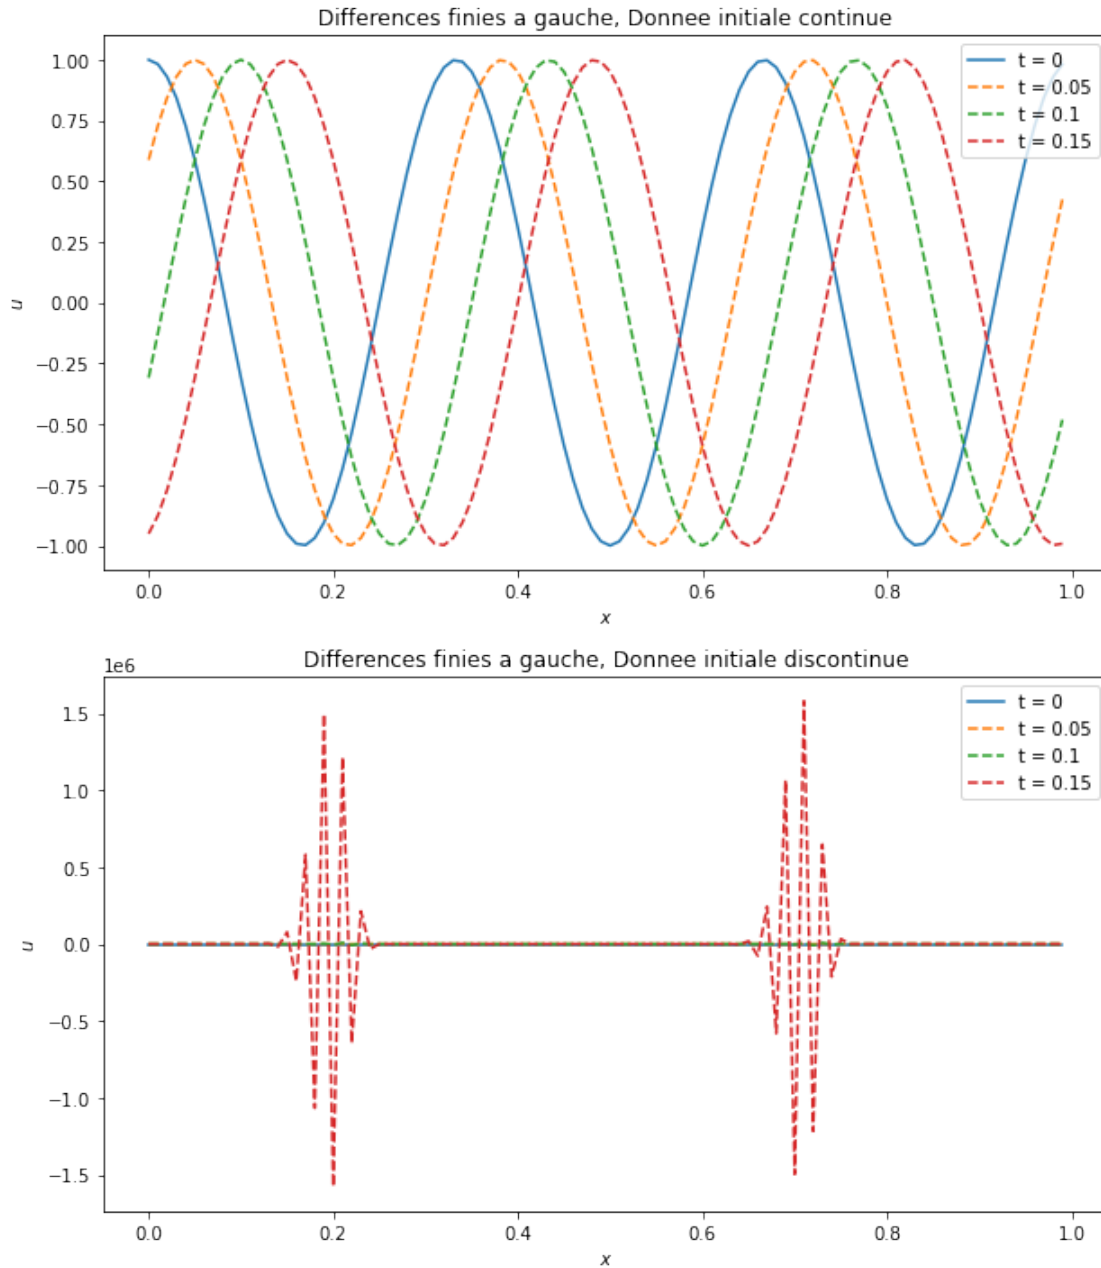 Differences finies a gauche, Donnee initiale continue
1.00
0.75
0.50
0.25
0.00
−0.25
−0.50
−0.75
−1.00
u
t = 0
t = 0.05
t = 0.1
t = 0.15
0.0 0.2 0.4 0.6 0.8 1.0
x
Differences finies a gauche, Donnee initiale discontinue
1e6
1.5
1.0
0.5
0.0
−0.5
−1.0
−1.5
u
t = 0
t = 0.05
t = 0.1
t = 0.15
0.0 0.2 0.4 0.6 0.8 1.0
x